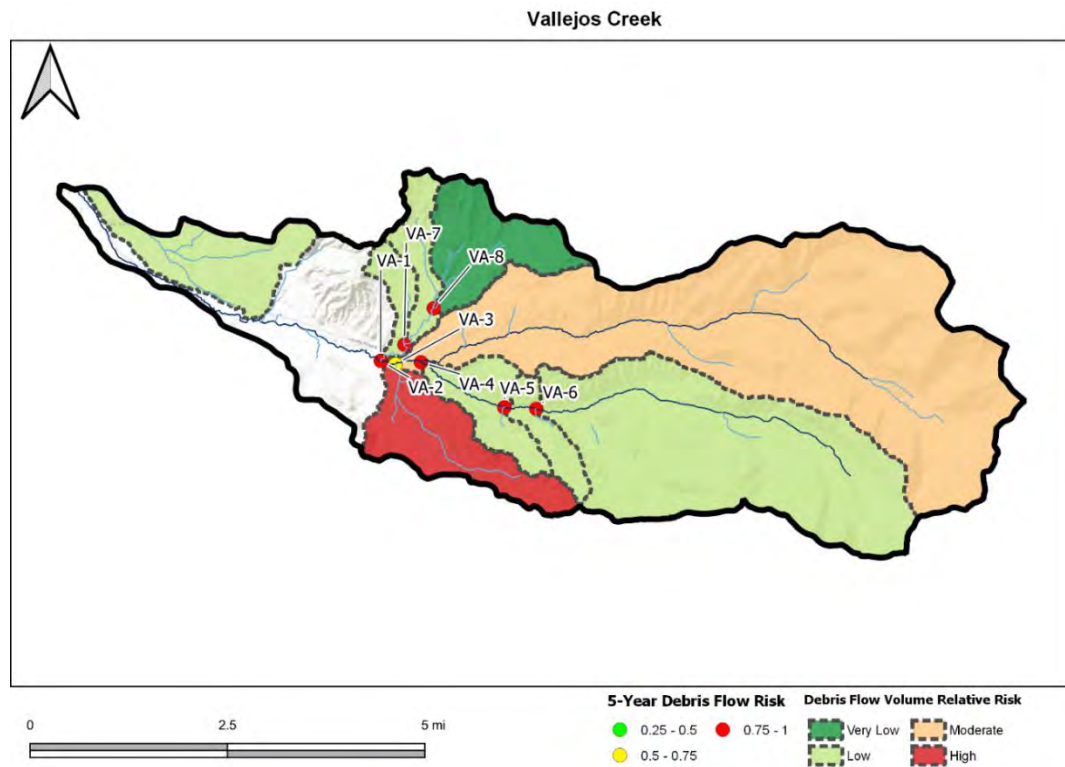 Vallejos Creek
VA-7
VA-1
VA-8
VA-3
VA-2
VA-4
VA-5
VA-6
0 2.5 5 mi
5-Year Debris Flow Risk
0.25 - 0.5
0.75 - 1
0.5 - 0.75
Debris Flow Volume Relative Risk
Very Low
Moderate
Low
High